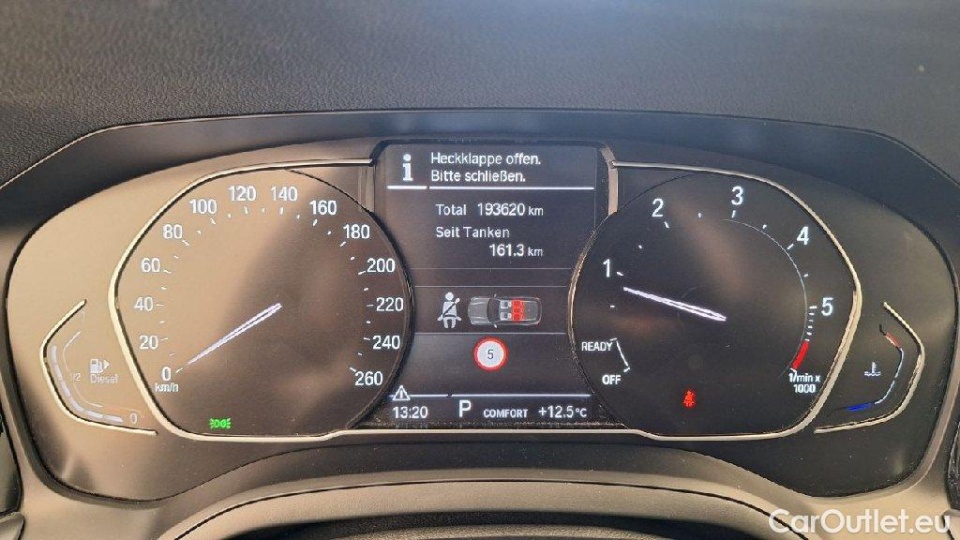 Heckklappe offen.
Bitte schließen.
Total 193620 km
Seit Tanken
161.3 km
0
20
40
60
80
100
120
140
160
180
200
220
240
260
km/h
1/2
Diesel
0
5
13:20
P
COMFORT
+12.5°C
1
2
3
4
5
1/min x
1000
READY
OFF
CarOutlet.eu